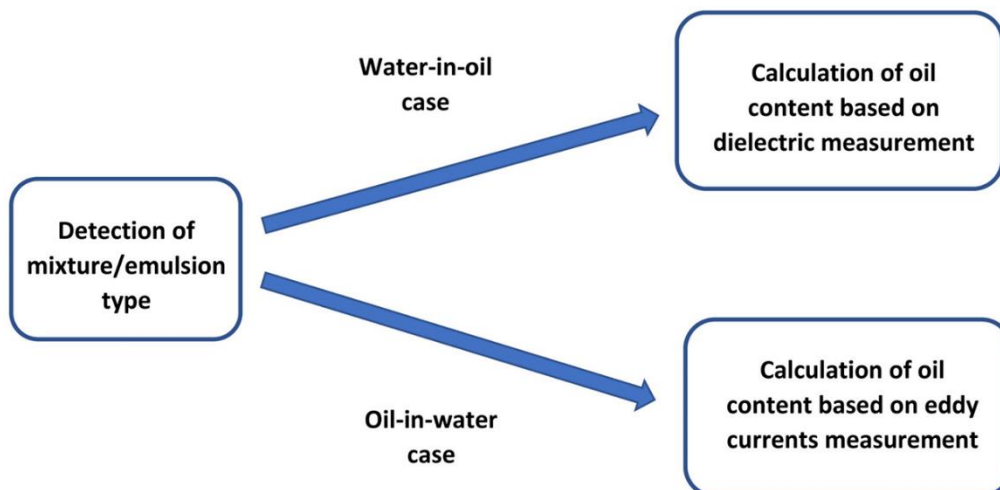 Detection of
mixture/emulsion
type
Water-in-oil
case
Calculation of oil
content based on
dielectric measurement
Oil-in-water
case
Calculation of oil
content based on eddy
currents measurement